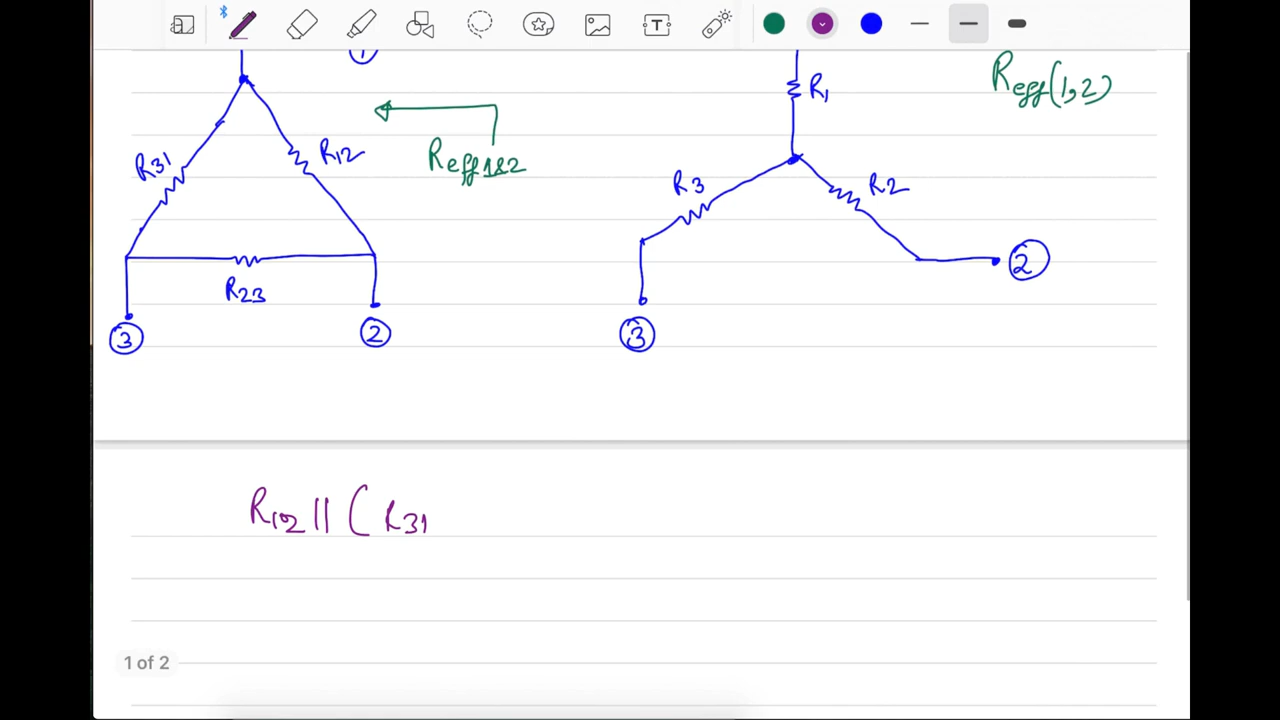 T
①
R1
Reff(1,2)
R31
R12
Reff1&2
R3
R2
②
R23
③
②
③
R12 || ( R31
1 of 2